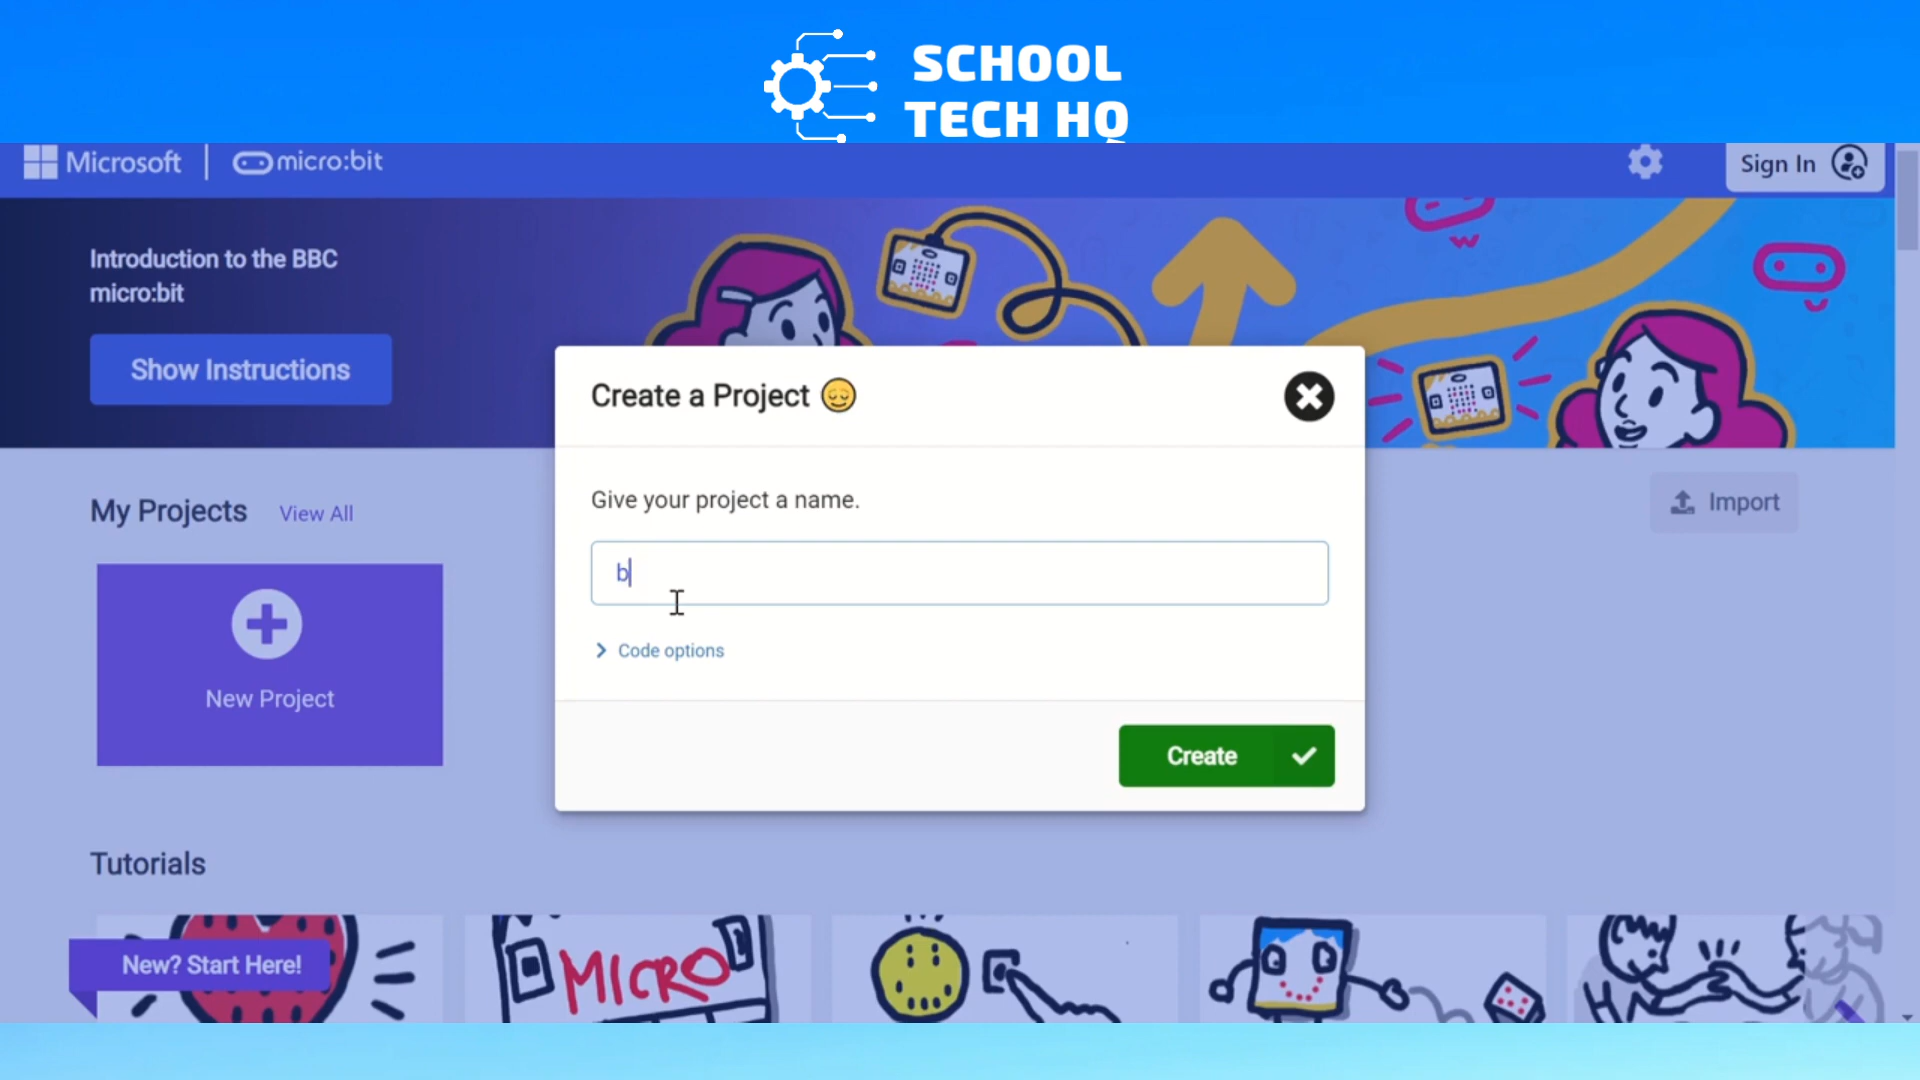 SCHOOL
TECH HQ
Microsoft
micro:bit
Sign In
Introduction to the BBC
micro:bit
Show Instructions
Create a Project
Give your project a name.
b
Code options
Create
My Projects
View All
Import
New Project
Tutorials
New? Start Here!
MICRO